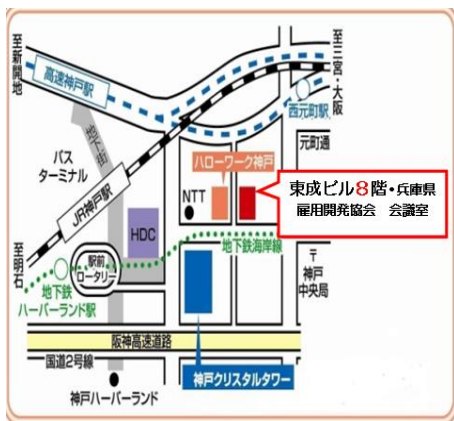 至新開地
高速神戸駅
至三宮・大阪
西元町駅
元町通
地下街
バス
ターミナル
ハローワーク神戸
東成ビル8階・兵庫県
雇用開発協会 会議室
JR神戸駅
NTT
HDC
地下鉄海岸線
至明石
駅前
ロータリー
〒
神戸
中央局
地下鉄
ハーバーランド駅
阪神高速道路
国道2号線
神戸クリスタルタワー
神戸ハーバーランド